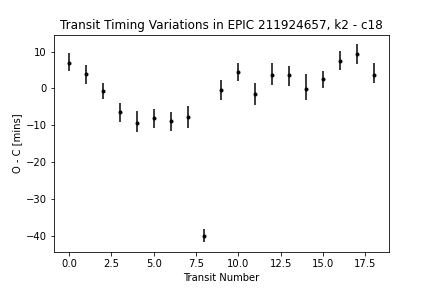 Transit Timing Variations in EPIC 211924657, k2 - c18
10
0
−10
−20
−30
−40
O - C [mins]
0.0 2.5 5.0 7.5 10.0 12.5 15.0 17.5
Transit Number